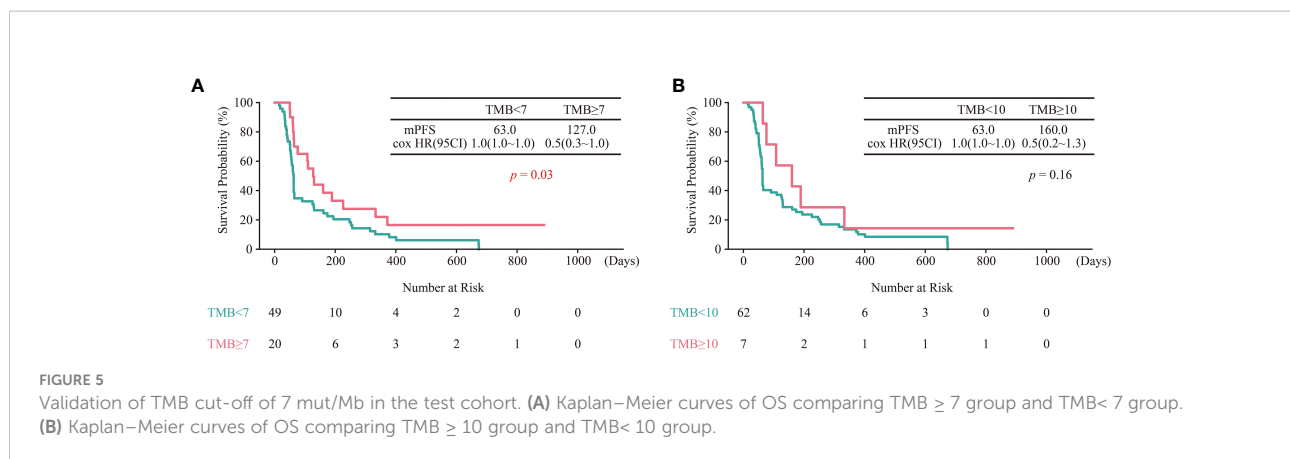 A
TMB<7 TMB≥7
mPFS 63.0 127.0
cox HR(95CI) 1.0(1.0~1.0) 0.5(0.3~1.0)
p = 0.03
Survival Probability (%)
100
80
60
40
20
0
0 200 400 600 800 1000 (Days)
Number at Risk
TMB<7 49 10 4 2 0 0
TMB≥7 20 6 3 2 1 0
B
TMB<10 TMB≥10
mPFS 63.0 160.0
cox HR(95CI) 1.0(1.0~1.0) 0.5(0.2~1.3)
p = 0.16
Survival Probability (%)
100
80
60
40
20
0
0 200 400 600 800 1000 (Days)
Number at Risk
TMB<10 62 14 6 3 0 0
TMB≥10 7 2 1 1 1 0
FIGURE 5
Validation of TMB cut-off of 7 mut/Mb in the test cohort. (A) Kaplan–Meier curves of OS comparing TMB ≥ 7 group and TMB< 7 group.
(B) Kaplan–Meier curves of OS comparing TMB ≥ 10 group and TMB< 10 group.